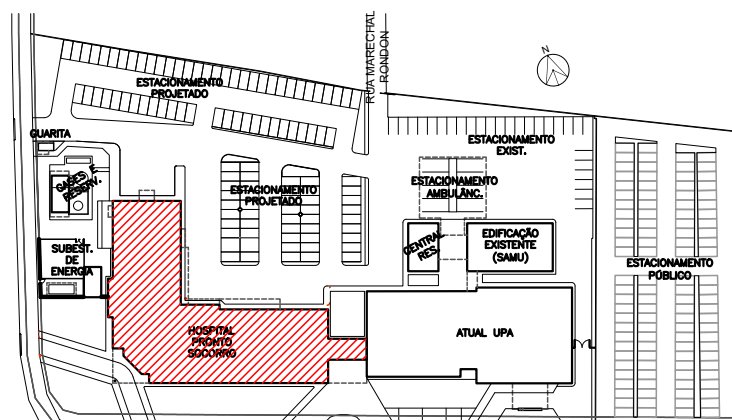 RUA MARECHAL
RONDON
N
ESTACIONAMENTO
PROJETADO
GUARITA
ESTACIONAMENTO
EXIST.
GASES E
RESERV.
ESTACIONAMENTO
PROJETADO
ESTACIONAMENTO
AMBULÂNC.
SUBEST.
DE
ENERGIA
CENTRAL
RES.
EDIFICAÇÃO
EXISTENTE
(SAMU)
ESTACIONAMENTO
PÚBLICO
HOSPITAL
PRONTO
SOCORRO
ATUAL UPA